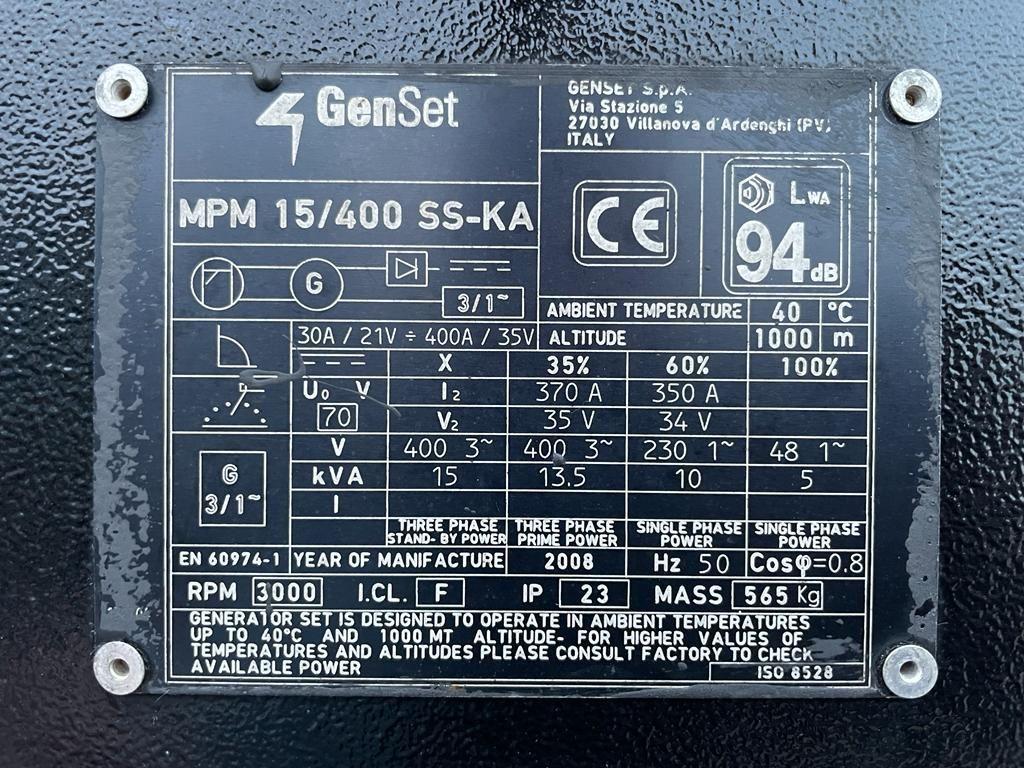 GenSet
GENSET S.p.A.
Via Stazione 5
27030 Villanova d'Ardenghi (PV)
ITALY
MPM 15/400 SS-KA
CE
LWA
94 dB
G
3/1~
AMBIENT TEMPERATURE 40 °C
ALTITUDE 1000 m
30A / 21V ÷ 400A / 35V
X 35% 60% 100%
U₀ V I₂ 370 A 350 A
70 V₂ 35 V 34 V
V 400 3~ 400 3~ 230 1~ 48 1~
G
3/1~
kVA 15 13.5 10 5
I
THREE PHASE STAND-BY POWER THREE PHASE PRIME POWER SINGLE PHASE POWER SINGLE PHASE POWER
EN 60974-1 YEAR OF MANIFACTURE 2008 Hz 50 Cosφ=0.8
RPM 3000 I.CL. F IP 23 MASS 565 Kg
GENERATOR SET IS DESIGNED TO OPERATE IN AMBIENT TEMPERATURES
UP TO 40°C AND 1000 MT ALTITUDE- FOR HIGHER VALUES OF
TEMPERATURES AND ALTITUDES PLEASE CONSULT FACTORY TO CHECK
AVAILABLE POWER
ISO 8528